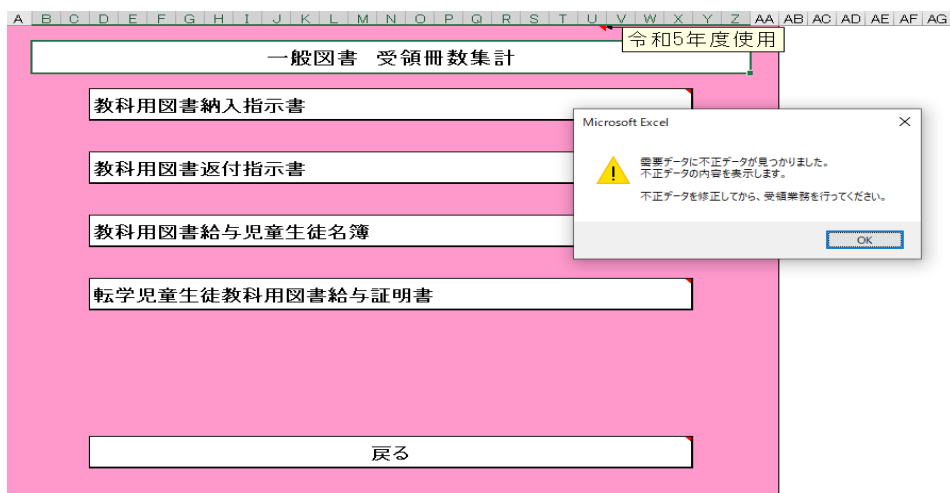 A B C D E F G H I J K L M N O P Q R S T U V W X Y Z AA AB AC AD AE AF AG
令和5年度使用
一般図書 受領冊数集計
教科用図書納入指示書
Microsoft Excel
需要データに不正データが見つかりました。
不正データの内容を表示します。
不正データを修正してから、受領業務を行ってください。
OK
教科用図書返付指示書
教科用図書給与児童生徒名簿
転学児童生徒教科用図書給与証明書
戻る